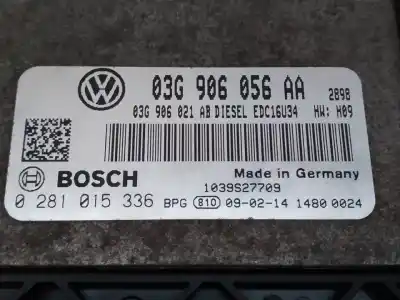 03G 906 056 AA 2898
03G 906 021 AB DIESEL EDC16U34 HW: H09
BOSCH Made in Germany
1039S27709
0 281 015 336 BPG 810 09-02-14 1480 0024